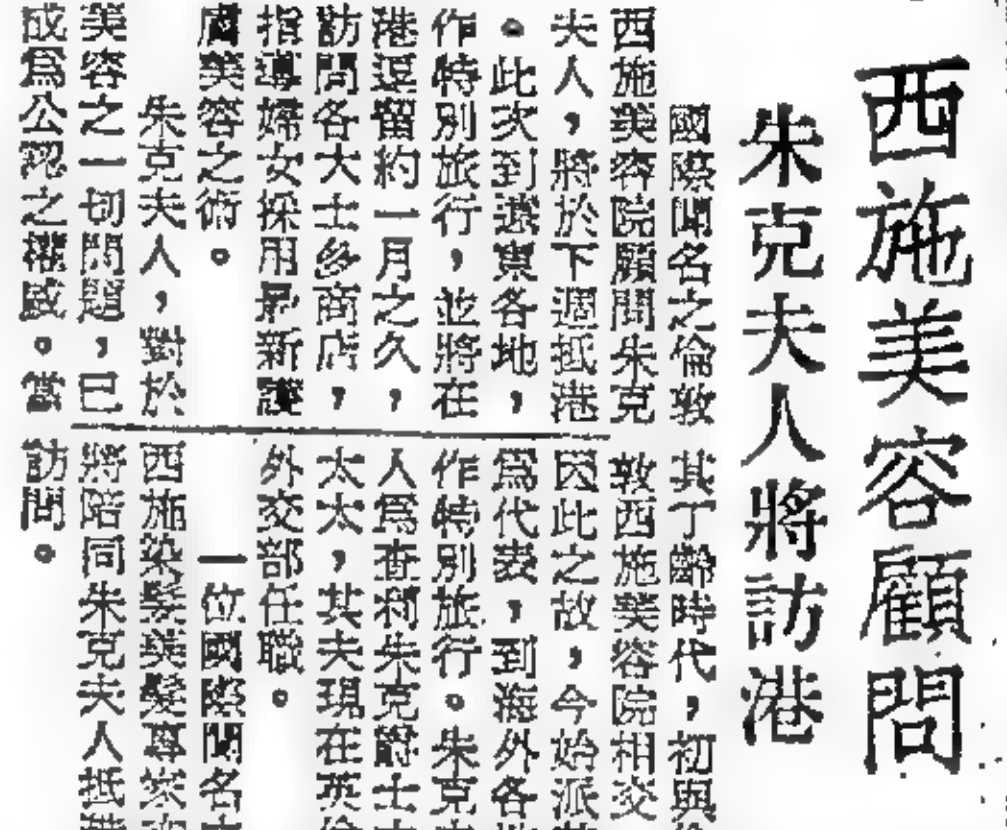 西施美容顧問
朱克夫人將訪港
國際聞名之倫敦
西施美容院顧問朱克
夫人，將於下週抵港
。此次到遠東各地，
作特別旅行，並將在
港逗留約一月之久，
訪問各大士多商店，
指導婦女採用最新護
膚美容之術。
朱克夫人，對於
美容之一切問題，已
成為公認之權威。當
其丁齡時代，初與倫
敦西施美容院相交
因此之故，今始派其
為代表，到海外各地
作特別旅行。朱克夫
人為查利朱克爵士
太太，其夫現在英倫
外交部任職。
一位國際聞名
西施染髮美髮專家
將陪同朱克夫人抵港
訪問。